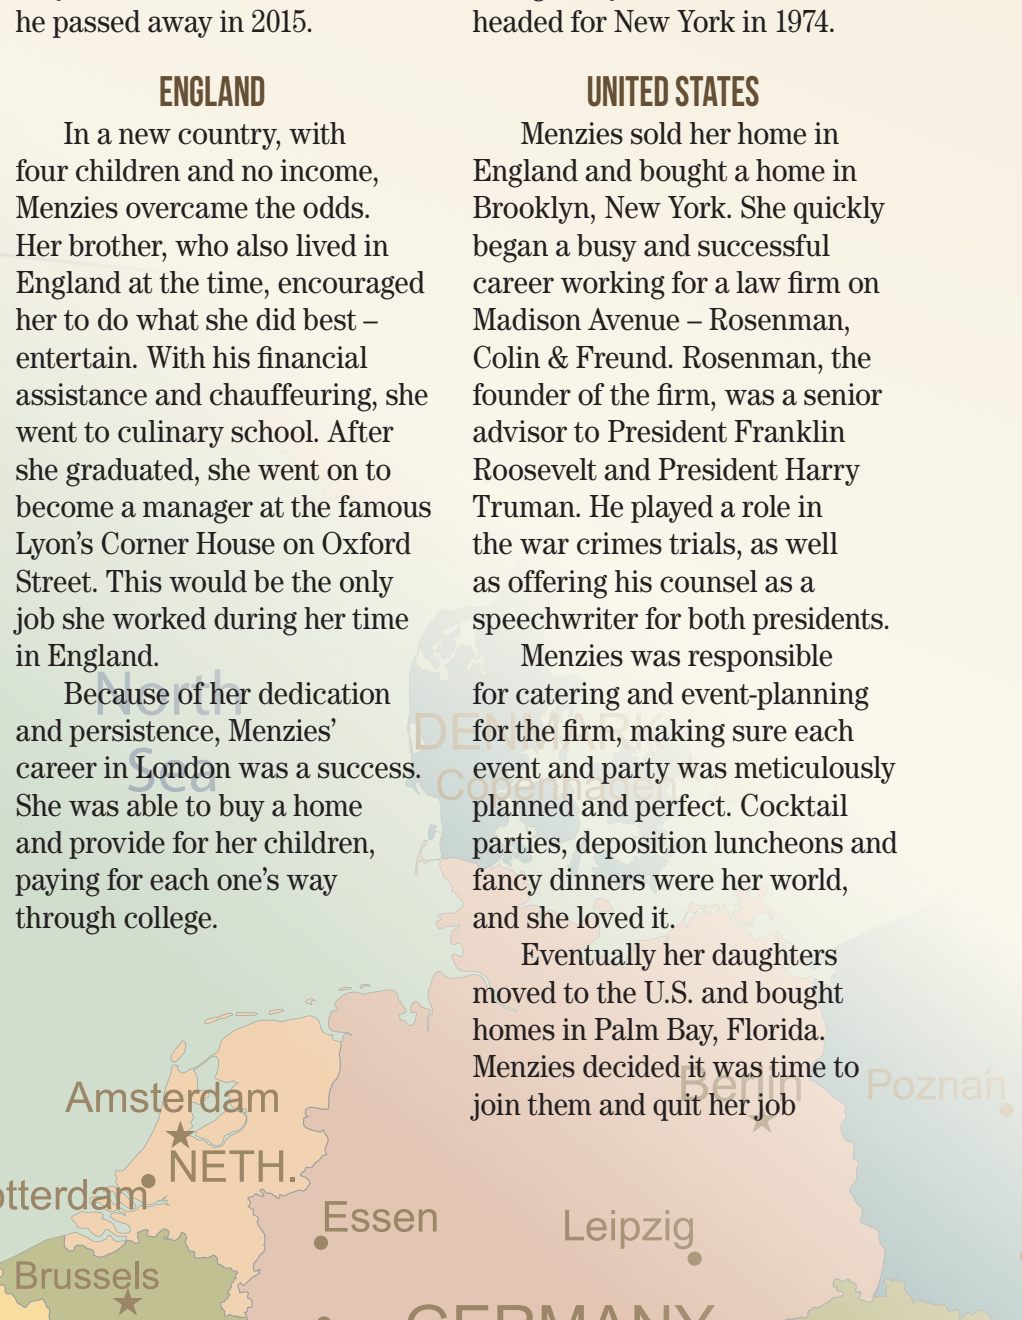 he passed away in 2015.
ENGLAND
In a new country, with
four children and no income,
Menzies overcame the odds.
Her brother, who also lived in
England at the time, encouraged
her to do what she did best –
entertain. With his financial
assistance and chauffeuring, she
went to culinary school. After
she graduated, she went on to
become a manager at the famous
Lyon’s Corner House on Oxford
Street. This would be the only
job she worked during her time
in England.
Because of her dedication
and persistence, Menzies’
career in London was a success.
She was able to buy a home
and provide for her children,
paying for each one’s way
through college.
headed for New York in 1974.
UNITED STATES
Menzies sold her home in
England and bought a home in
Brooklyn, New York. She quickly
began a busy and successful
career working for a law firm on
Madison Avenue – Rosenman,
Colin & Freund. Rosenman, the
founder of the firm, was a senior
advisor to President Franklin
Roosevelt and President Harry
Truman. He played a role in
the war crimes trials, as well
as offering his counsel as a
speechwriter for both presidents.
Menzies was responsible
for catering and event-planning
for the firm, making sure each
event and party was meticulously
planned and perfect. Cocktail
parties, deposition luncheons and
fancy dinners were her world,
and she loved it.
Eventually her daughters
moved to the U.S. and bought
homes in Palm Bay, Florida.
Menzies decided it was time to
join them and quit her job
North
Sea
DENMARK
Copenhagen
Berlin
Poznań
Amsterdam
NETH.
otterdam
Essen
Leipzig
Brussels
GERMANY